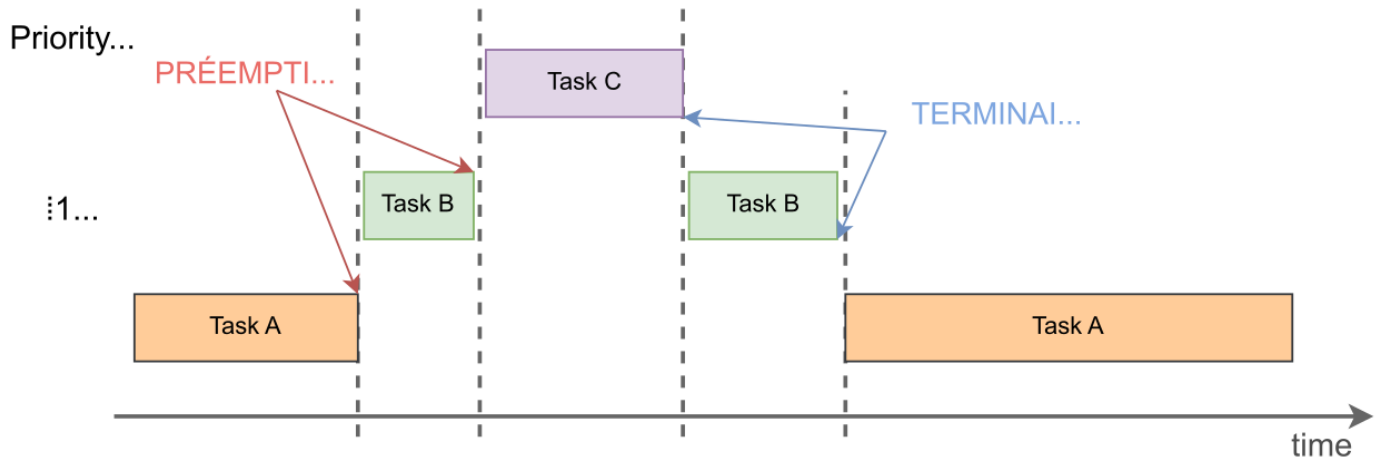 Priority...
PRÉEMPTI...
Task C
TERMINAI...
⁞1...
Task B
Task B
Task A
Task A
time